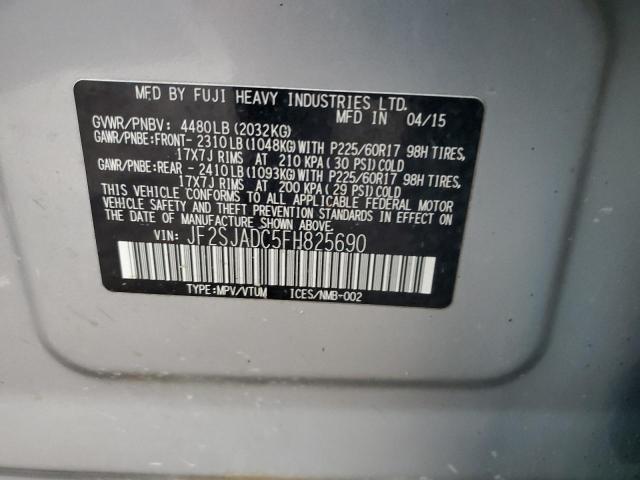 MFD BY FUJI HEAVY INDUSTRIES LTD.
MFD IN 04/15
GVWR/PNBV: 4480LB (2032KG)
GAWR/PNBE:FRONT- 2310LB (1048KG) WITH P225/60R17 98H TIRES,
17X7J RIMS AT 210 KPA ( 30 PSI) COLD
GAWR/PNBE:REAR - 2410LB (1093KG) WITH P225/60R17 98H TIRES,
17X7J RIMS AT 200 KPA ( 29 PSI) COLD
THIS VEHICLE CONFORMS TO ALL APPLICABLE FEDERAL MOTOR
VEHICLE SAFETY AND THEFT PREVENTION STANDARDS IN EFFECT ON
THE DATE OF MANUFACTURE SHOWN ABOVE.
VIN: JF2SJADC5FH825690
TYPE:MPV/VTUM ICES/NMB-002